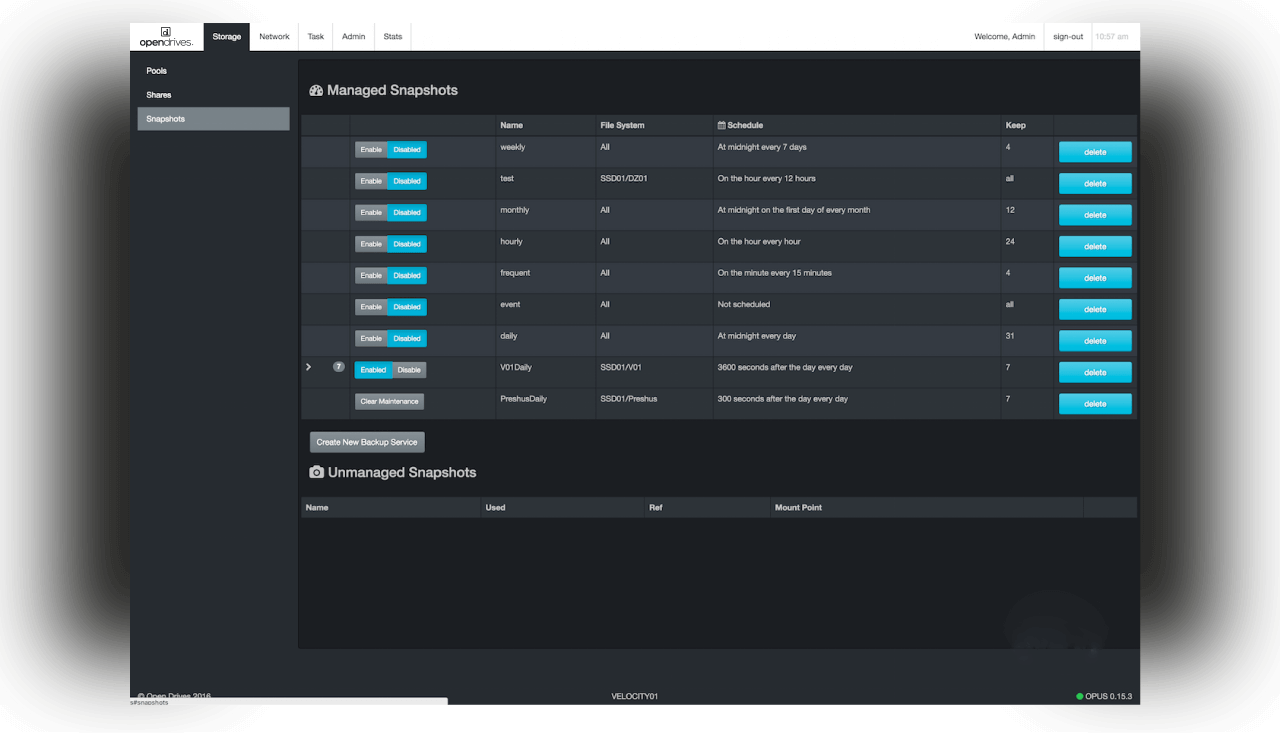 opendrives. Storage Network Task Admin Stats Welcome, Admin sign-out 10:57 am
Pools
Shares
Snapshots
Managed Snapshots
Name File System Schedule Keep
Enable Disabled weekly All At midnight every 7 days 4 delete
Enable Disabled test SSD01/DZ01 On the hour every 12 hours all delete
Enable Disabled monthly All At midnight on the first day of every month 12 delete
Enable Disabled hourly All On the hour every hour 24 delete
Enable Disabled frequent All On the minute every 15 minutes 4 delete
Enable Disabled event All Not scheduled all delete
Enable Disabled daily All At midnight every day 31 delete
7 Enabled Disable V01Daily SSD01/V01 3600 seconds after the day every day 7 delete
Clear Maintenance PreshusDaily SSD01/Preshus 300 seconds after the day every day 7 delete
Create New Backup Service
Unmanaged Snapshots
Name Used Ref Mount Point
© Open Drives 2016 VELOCITY01 OPUS 0.15.3
s#snapshots